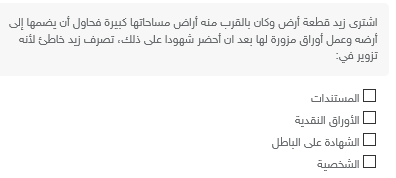 اشترى زيد قطعة أرض وكان بالقرب منه أراض مساحاتها كبيرة فحاول أن يضمها إلى
أرضه وعمل أوراق مزورة لها بعد ان أحضر شهودا على ذلك، تصرف زيد خاطئ لأنه
تزوير في:
المستندات
الأوراق النقدية
الشهادة على الباطل
الشخصية